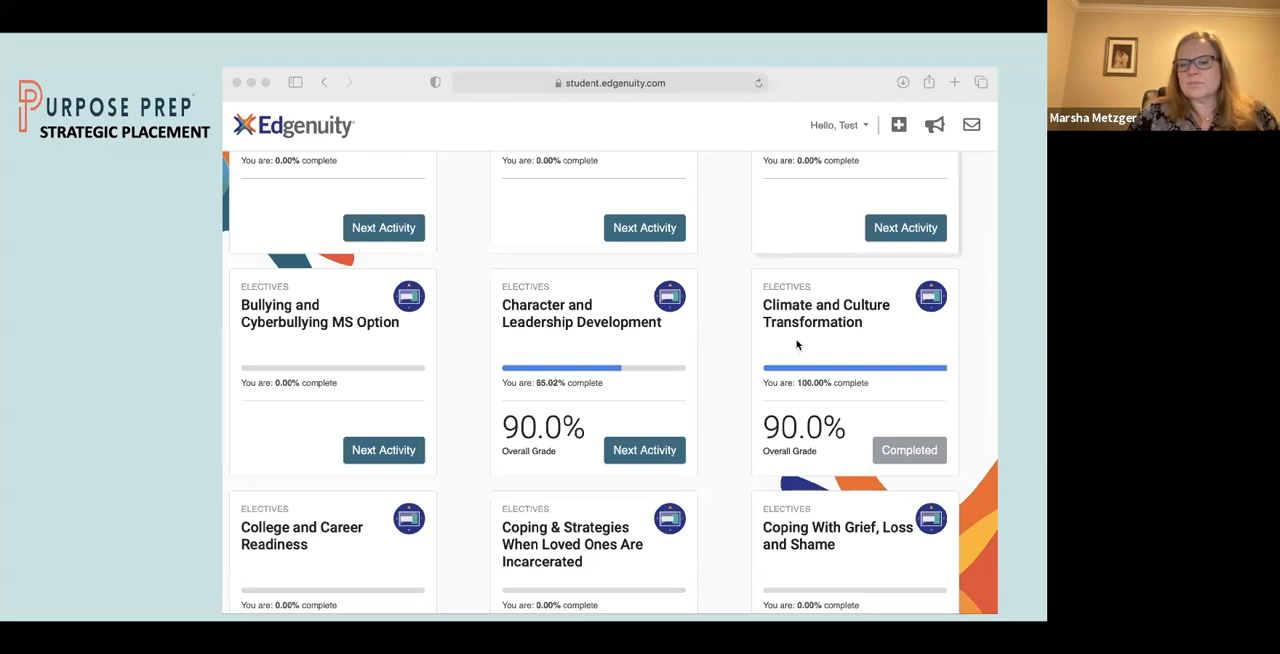 PURPOSE PREP
STRATEGIC PLACEMENT
student.edgenuity.com
Edgenuity
Hello, Test
You are: 0.00% complete
You are: 0.00% complete
You are: 0.00% complete
Next Activity
Next Activity
Next Activity
ELECTIVES
Bullying and
Cyberbullying MS Option
You are: 0.00% complete
Next Activity
ELECTIVES
Character and
Leadership Development
You are: 65.02% complete
90.0%
Overall Grade
Next Activity
ELECTIVES
Climate and Culture
Transformation
You are: 100.00% complete
90.0%
Overall Grade
Completed
ELECTIVES
College and Career
Readiness
You are: 0.00% complete
ELECTIVES
Coping & Strategies
When Loved Ones Are
Incarcerated
You are: 0.00% complete
ELECTIVES
Coping With Grief, Loss
and Shame
You are: 0.00% complete
Marsha Metzger